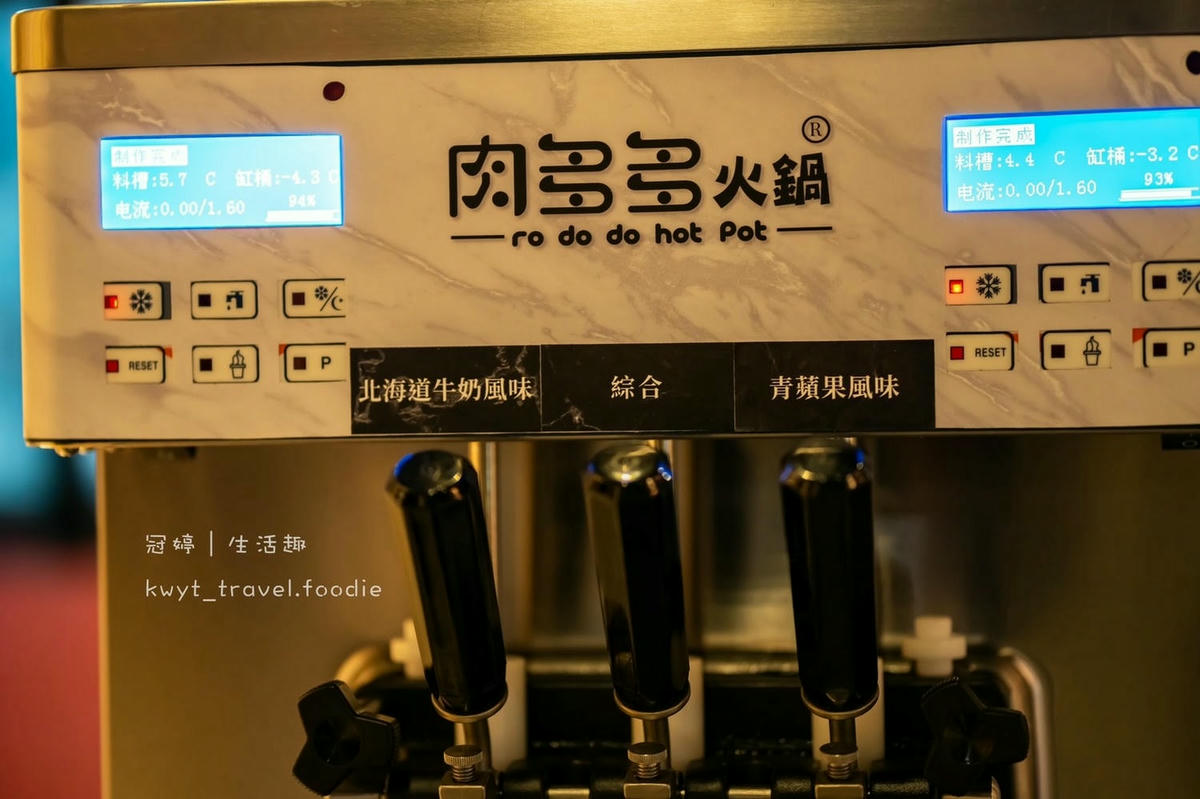 制作完成
料槽:5.7 C 缸桶:-4.3 C
电流:0.00/1.60 94%
肉多多火鍋®
ro do do hot Pot
制作完成
料槽:4.4 C 缸桶:-3.2 C
电流:0.00/1.60 93%
RESET
P
RESET
P
北海道牛奶風味
綜合
青蘋果風味
冠婷｜生活趣
kwyt_travel.foodie